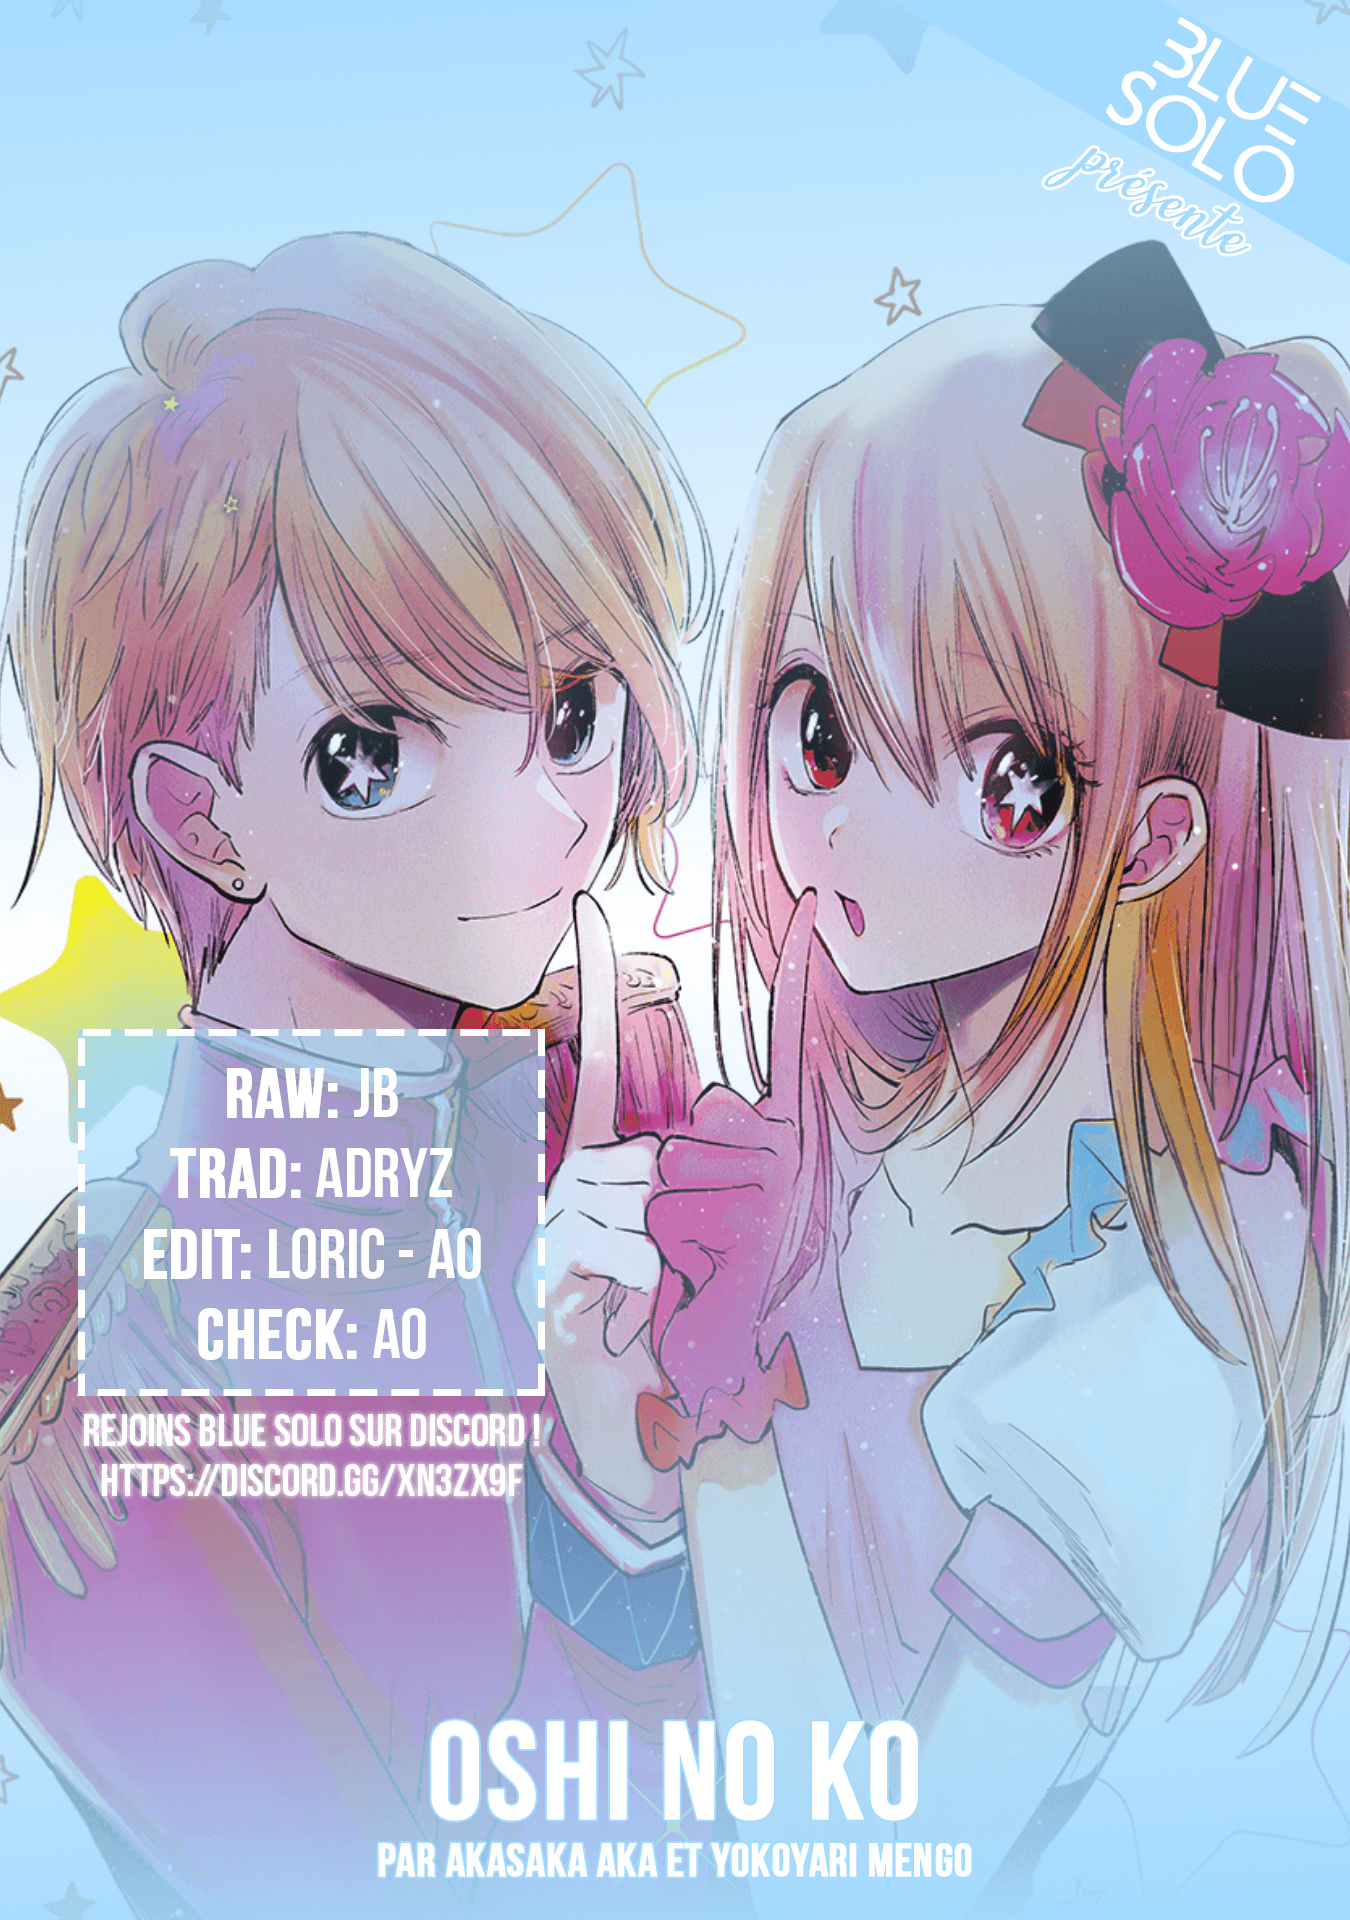 BLUE
SOLO
présente
RAW: JB
TRAD: ADRYZ
EDIT: LORIC - AO
CHECK: AO
REJOINS BLUE SOLO SUR DISCORD !
HTTPS://DISCORD.GG/XN3ZX9F
OSHI NO KO
PAR AKASAKA AKA ET YOKOYARI MENGO